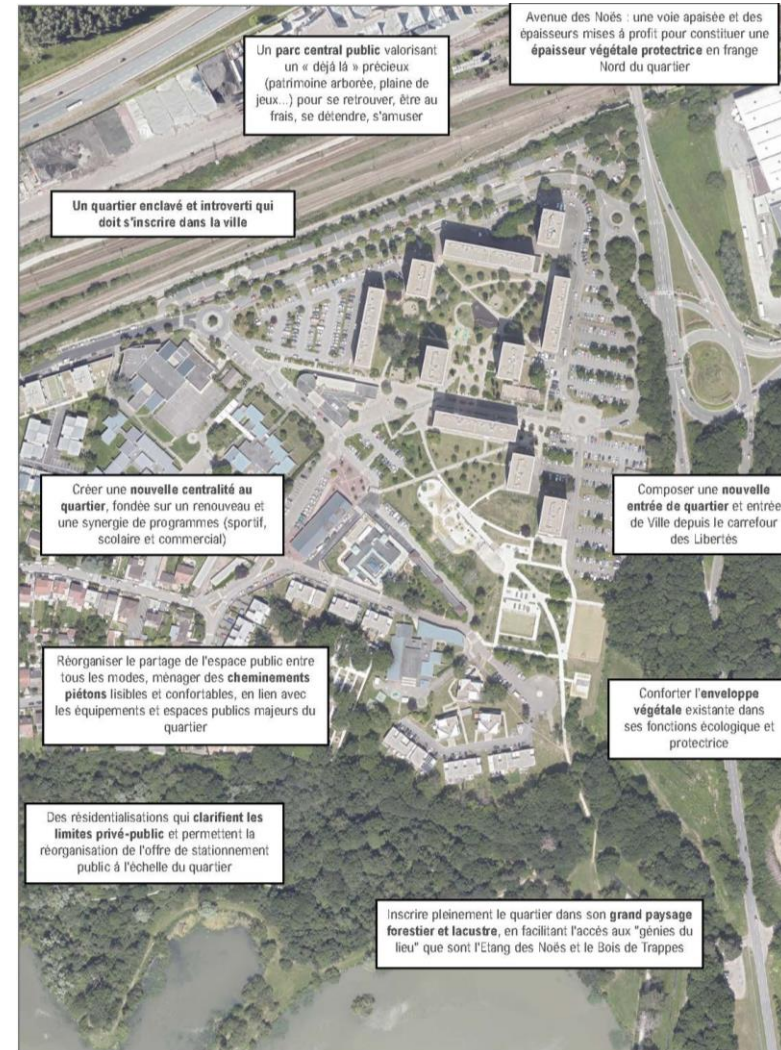 Un parc central public valorisant
un « déjà là » précieux
(patrimoine arborée, plaine de
jeux...) pour se retrouver, être au
frais, se détendre, s'amuser
Avenue des Noës : une voie apaisée et des
épaisseurs mises à profit pour constituer une
épaisseur végétale protectrice en frange
Nord du quartier
Un quartier enclavé et introverti qui
doit s'inscrire dans la ville
Créer une nouvelle centralité au
quartier, fondée sur un renouveau et
une synergie de programmes (sportif,
scolaire et commercial)
Composer une nouvelle
entrée de quartier et entrée
de Ville depuis le carrefour
des Libertés
Réorganiser le partage de l'espace public entre
tous les modes, ménager des cheminements
piétons lisibles et confortables, en lien avec
les équipements et espaces publics majeurs du
quartier
Conforter l'enveloppe
végétale existante dans
ses fonctions écologique et
protectrice
Des résidentialisations qui clarifient les
limites privé-public et permettent la
réorganisation de l'offre de stationnement
public à l'échelle du quartier
Inscrire pleinement le quartier dans son grand paysage
forestier et lacustre, en facilitant l'accès aux "génies du
lieu" que sont l'Etang des Noës et le Bois de Trappes